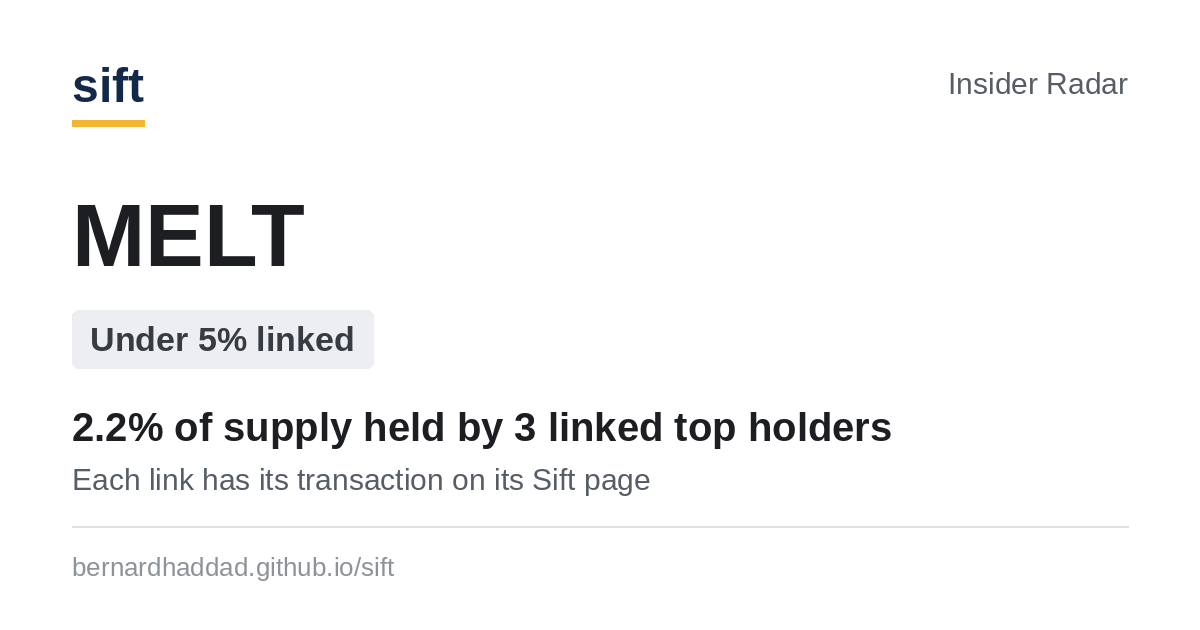 sift
Insider Radar
MELT
Under 5% linked
2.2% of supply held by 3 linked top holders
Each link has its transaction on its Sift page
bernardhaddad.github.io/sift